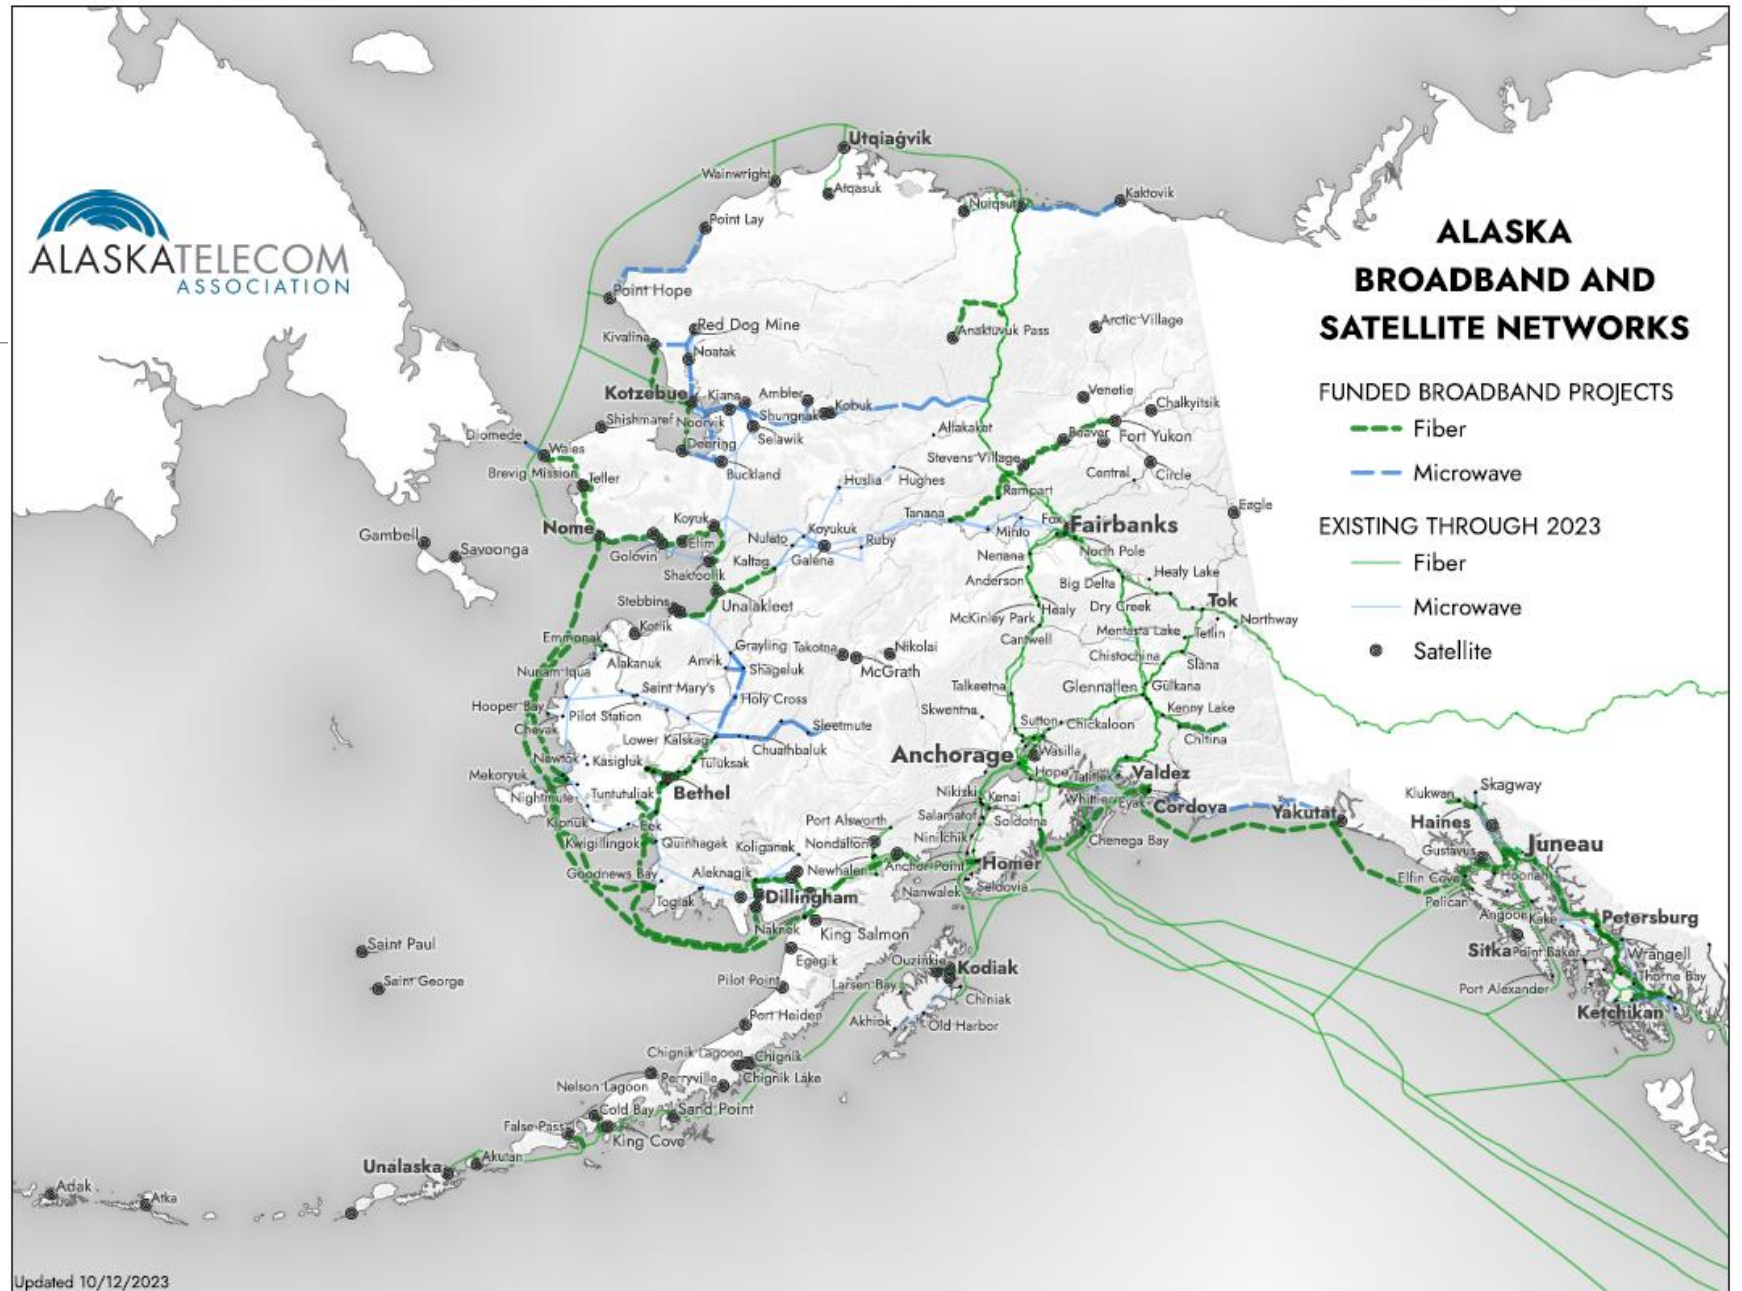 Utqiaġvik
Wainwright
Atqasuk
Kaktovik
Nuiqsut
Point Lay
ALASKA
BROADBAND AND
SATELLITE NETWORKS
ALASKATELECOM
ASSOCIATION
Point Hope
Red Dog Mine
Kivalina
Noatak
Anaktuvuk Pass
Arctic Village
FUNDED BROADBAND PROJECTS
Fiber
Microwave
EXISTING THROUGH 2023
Fiber
Microwave
Satellite
Kotzebue
Kiana
Ambler
Kobuk
Shungnak
Noorvik
Selawik
Deering
Buckland
Shishmaref
Diomede
Wales
Brevig Mission
Teller
Venetie
Chalkyitsik
Allakaket
Beaver
Fort Yukon
Stevens Village
Central
Circle
Huslia
Hughes
Rampart
Tanana
Eagle
Nome
Koyuk
Golovin
Elim
Shaktoolik
Gambell
Savoonga
Nulato
Koyukuk
Ruby
Kaltag
Galena
Minto
Fox
Fairbanks
Nenana
North Pole
Anderson
Big Delta
Healy Lake
Stebbins
Unalakleet
Kotlik
Healy
Dry Creek
Tok
Northway
McKinley Park
Cantwell
Mentasta Lake
Tetlin
Emmonak
Alakanuk
Nunam Iqua
Grayling
Takotna
Nikolai
McGrath
Anvik
Shageluk
Chistochina
Slana
Saint Mary's
Holy Cross
Talkeetna
Glennallen
Gulkana
Hooper Bay
Pilot Station
Chevak
Sleetmute
Skwentna
Sutton
Chickaloon
Kenny Lake
Chitina
Lower Kalskag
Chuathbaluk
Newtok
Kasigluk
Tuluksak
Anchorage
Wasilla
Mekoryuk
Nightmute
Tuntutuliak
Bethel
Hope
Tatitlek
Valdez
Whittier
Eyak
Cordova
Yakutat
Nikiski
Kenai
Salamatof
Soldotna
Kipnuk
Eek
Kwigillingok
Quinhagak
Koliganek
Port Alsworth
Nondalton
Ninilchik
Chenega Bay
Klukwan
Skagway
Haines
Juneau
Gustavus
Goodnews Bay
Aleknagik
Newhalen
Anchor Point
Homer
Nanwalek
Seldovia
Elfin Cove
Hoonah
Pelican
Togiak
Dillingham
Naknek
King Salmon
Angoon
Kake
Petersburg
Sitka
Point Baker
Wrangell
Thorne Bay
Port Alexander
Ketchikan
Saint Paul
Saint George
Egegik
Pilot Point
Ouzinkie
Kodiak
Larsen Bay
Chiniak
Akhiok
Old Harbor
Port Heiden
Chignik Lagoon
Chignik
Chignik Lake
Perryville
Nelson Lagoon
Cold Bay
Sand Point
False Pass
King Cove
Unalaska
Akutan
Adak
Atka
Updated 10/12/2023